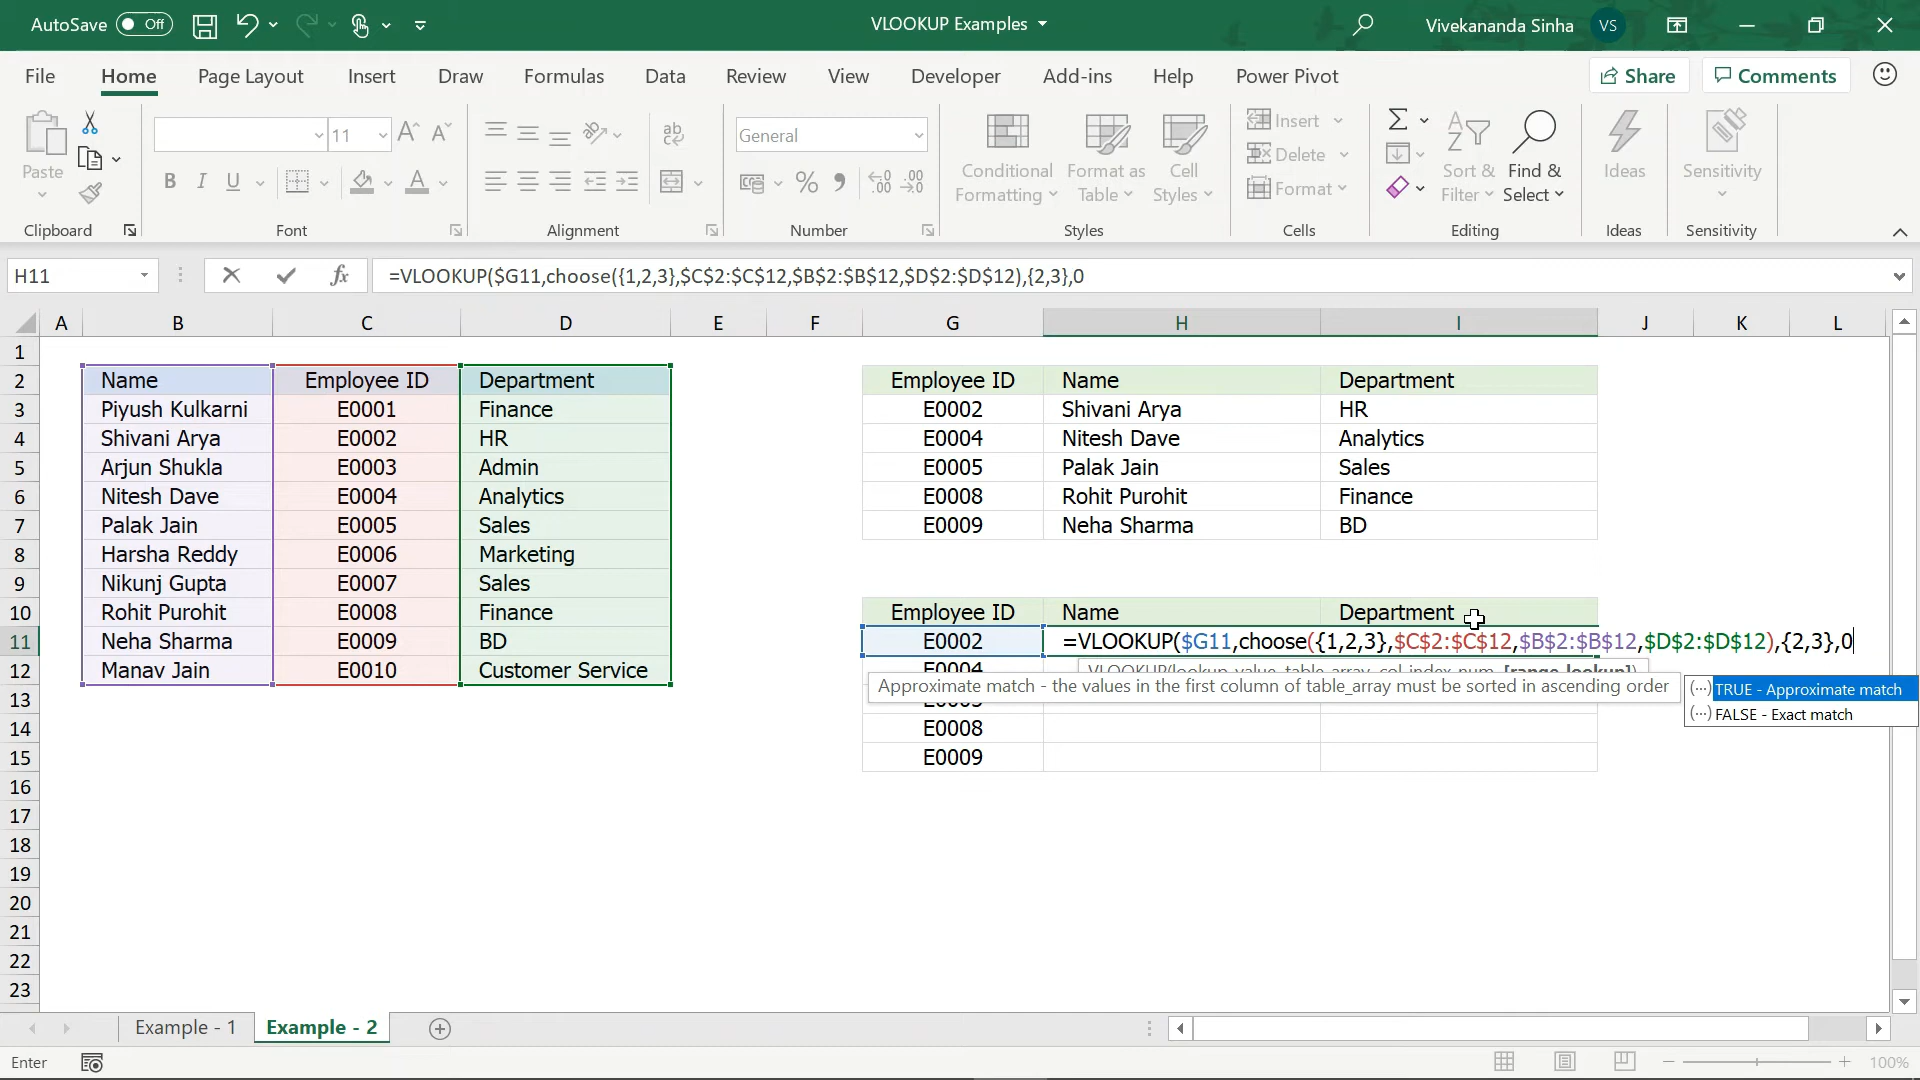 AutoSave Off
VLOOKUP Examples
Vivekananda Sinha VS
File Home Page Layout Insert Draw Formulas Data Review View Developer Add-ins Help Power Pivot Share Comments
Paste
Clipboard
11
B I U
Font
ab
Alignment
General
Number
Conditional Formatting
Format as Table
Cell Styles
Styles
Insert
Delete
Format
Cells
Sort & Filter
Find & Select
Editing
Ideas
Ideas
Sensitivity
Sensitivity
H11 fx =VLOOKUP($G11,choose({1,2,3},$C$2:$C$12,$B$2:$B$12,$D$2:$D$12),{2,3},0
A B C D E F G H I J K L
1
2 Name Employee ID Department Employee ID Name Department
3 Piyush Kulkarni E0001 Finance E0002 Shivani Arya HR
4 Shivani Arya E0002 HR E0004 Nitesh Dave Analytics
5 Arjun Shukla E0003 Admin E0005 Palak Jain Sales
6 Nitesh Dave E0004 Analytics E0008 Rohit Purohit Finance
7 Palak Jain E0005 Sales E0009 Neha Sharma BD
8 Harsha Reddy E0006 Marketing
9 Nikunj Gupta E0007 Sales
10 Rohit Purohit E0008 Finance Employee ID Name Department
11 Neha Sharma E0009 BD E0002 =VLOOKUP($G11,choose({1,2,3},$C$2:$C$12,$B$2:$B$12,$D$2:$D$12),{2,3},0
12 Manav Jain E0010 Customer Service E0004 VLOOKUP(lookup_value, table_array, col_index_num, [range_lookup])
Approximate match - the values in the first column of table_array must be sorted in ascending order
(...) TRUE - Approximate match
(...) FALSE - Exact match
13
14 E0008
15 E0009
16
17
18
19
20
21
22
23
Example - 1 Example - 2
Enter
100%